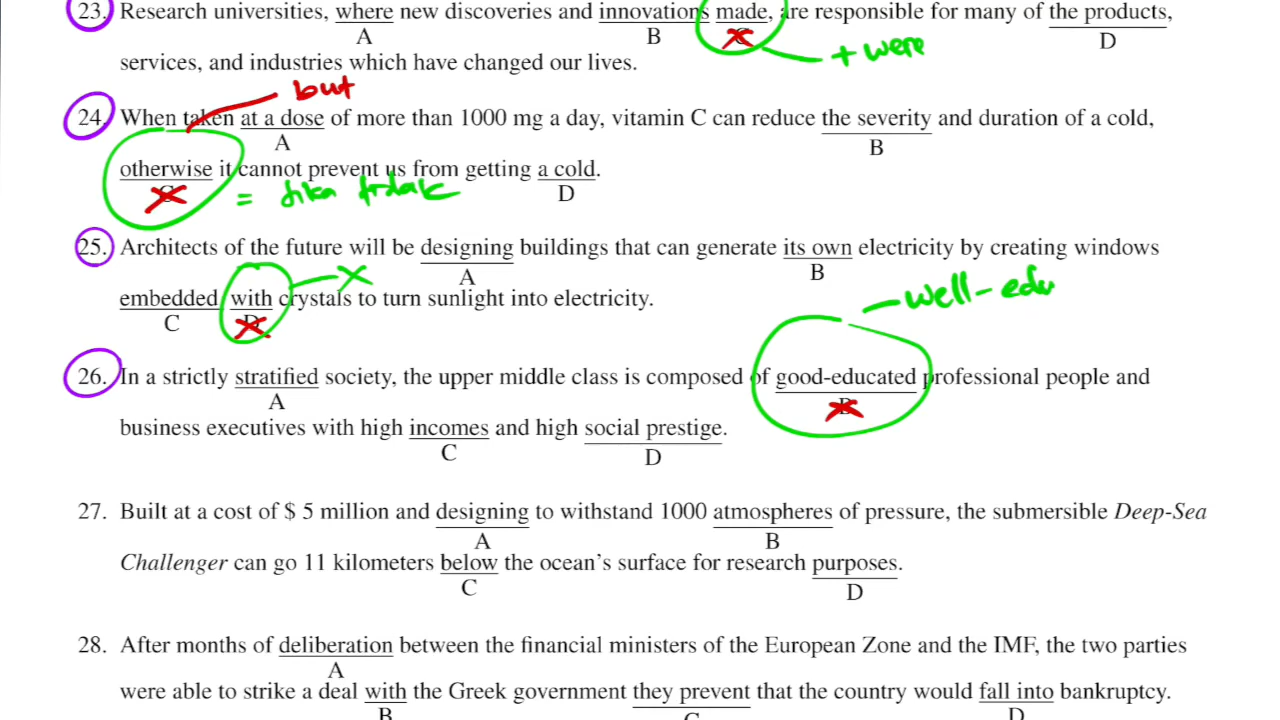 23. Research universities, where new discoveries and innovations made, are responsible for many of the products,
A B D
+ were
services, and industries which have changed our lives.
but
24. When taken at a dose of more than 1000 mg a day, vitamin C can reduce the severity and duration of a cold,
A B
otherwise it cannot prevent us from getting a cold.
C D
= jika tidak
25. Architects of the future will be designing buildings that can generate its own electricity by creating windows
A B
X
embedded with crystals to turn sunlight into electricity.
C D
well-edu
26. In a strictly stratified society, the upper middle class is composed of good-educated professional people and
A B
business executives with high incomes and high social prestige.
C D
27. Built at a cost of $ 5 million and designing to withstand 1000 atmospheres of pressure, the submersible Deep-Sea
A B
Challenger can go 11 kilometers below the ocean's surface for research purposes.
C D
28. After months of deliberation between the financial ministers of the European Zone and the IMF, the two parties
A
were able to strike a deal with the Greek government they prevent that the country would fall into bankruptcy.
B C D